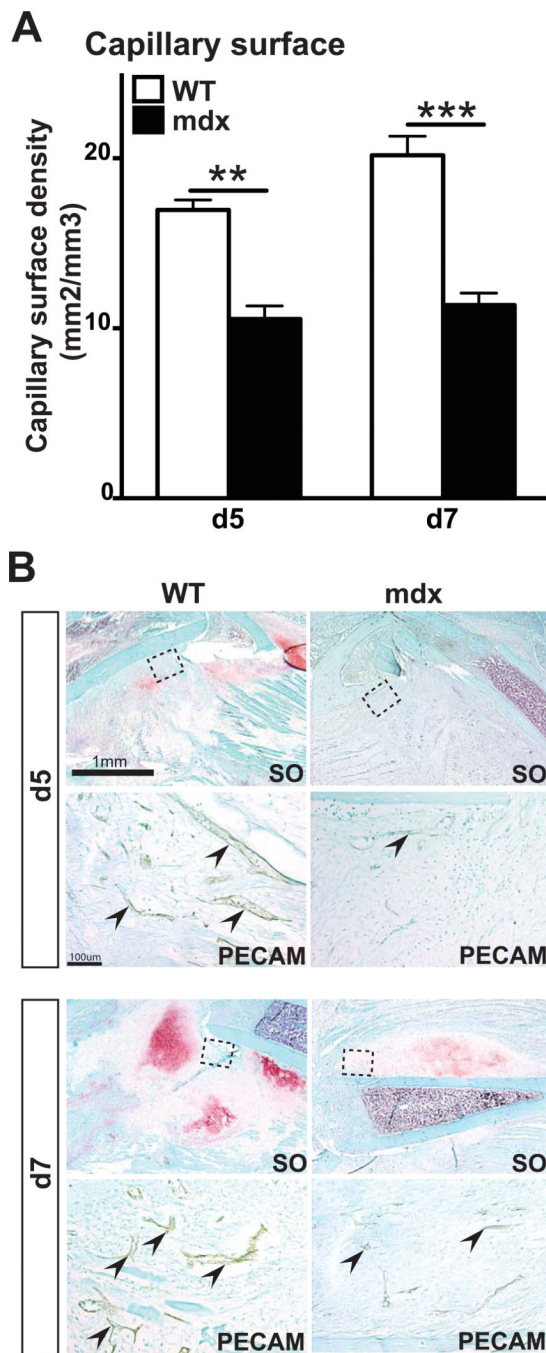 A
Capillary surface
WT
mdx
Capillary surface density
(mm2/mm3)
20
10
0
**
***
d5
d7
B
WT
mdx
d5
1mm
SO
SO
100um
PECAM
PECAM
d7
SO
SO
PECAM
PECAM